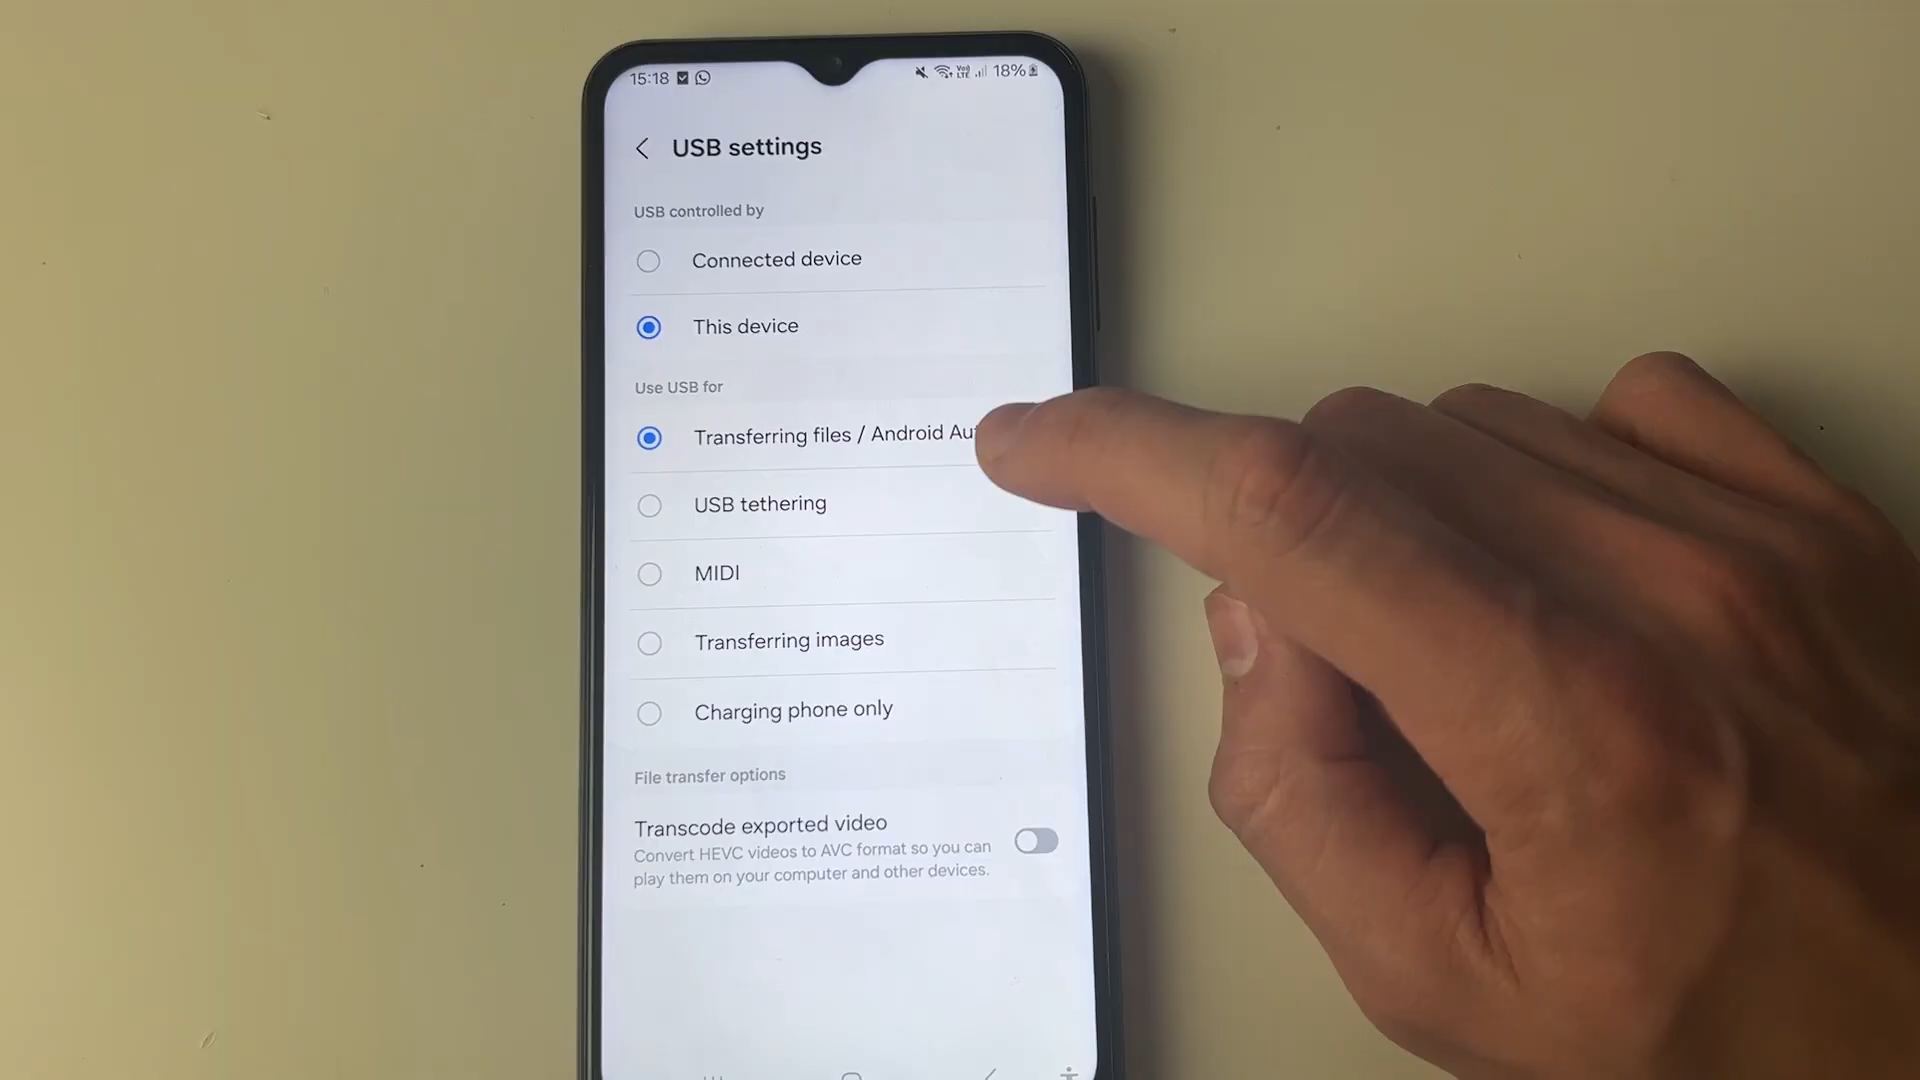 15:18 18%
USB settings
USB controlled by
Connected device
This device
Use USB for
Transferring files / Android Au
USB tethering
MIDI
Transferring images
Charging phone only
File transfer options
Transcode exported video
Convert HEVC videos to AVC format so you can
play them on your computer and other devices.